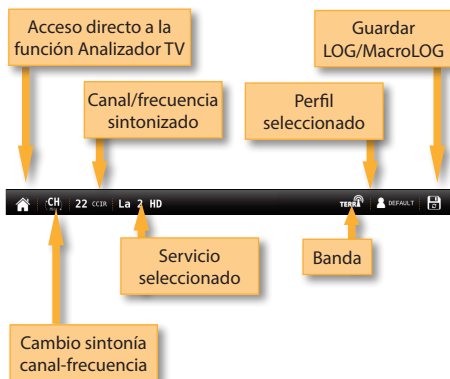 Acceso directo a la
función Analizador TV
Guardar
LOG/MacroLOG
Canal/frecuencia
sintonizado
Perfil
seleccionado
CH
22 CCIR
La 2 HD
TERR
DEFAULT
Servicio
seleccionado
Banda
Cambio sintonía
canal-frecuencia